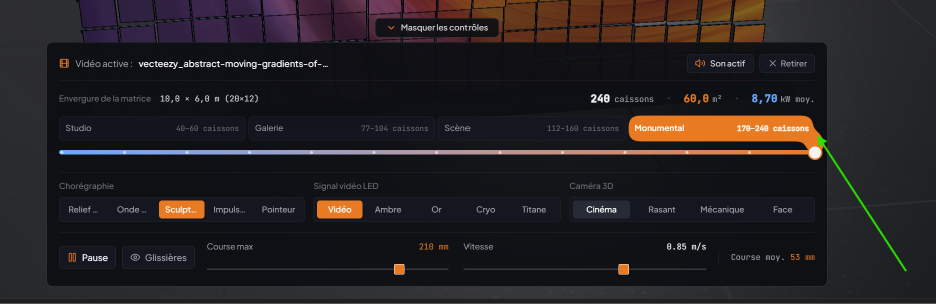 Masquer les contrôles
Vidéo active : vecteezy_abstract-moving-gradients-of-…
Son actif
Retirer
Envergure de la matrice 10,0 × 6,0 m (20×12)
240 caissons · 60,0 m² · 8,70 kW moy.
Studio 40-60 caissons
Galerie 77-104 caissons
Scène 112-160 caissons
Monumental 170-240 caissons
Chorégraphie
Relief … Onde … Sculpt… Impuls… Pointeur
Signal vidéo LED
Vidéo Ambre Or Cryo Titane
Caméra 3D
Cinéma Rasant Mécanique Face
Pause
Glissières
Course max 210 mm
Vitesse 0.85 m/s
Course moy. 53 mm